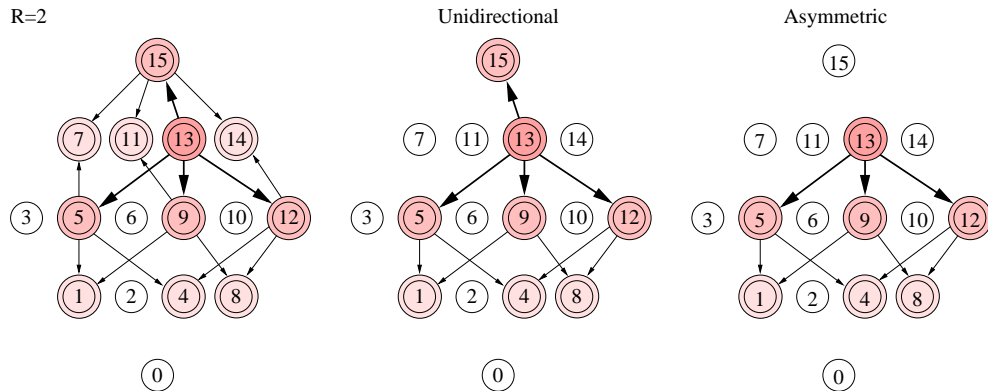 R=2 Unidirectional Asymmetric
15 15 15
7 11 13 14 7 11 13 14 7 11 13 14
3 5 6 9 10 12 3 5 6 9 10 12 3 5 6 9 10 12
1 2 4 8 1 2 4 8 1 2 4 8
0 0 0